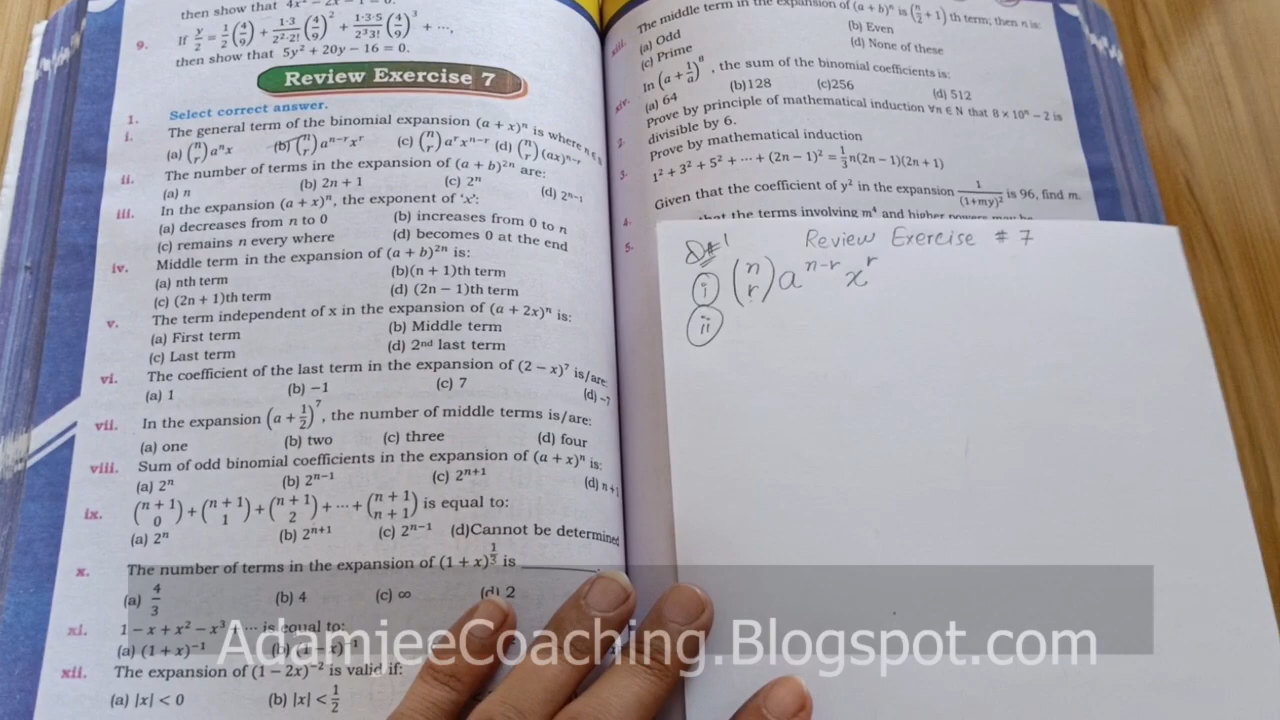 then show that 4x² − 2x − 1 = 0.
9. If y/2 = 1/2 (4/9) + 1·3/2²·2! (4/9)² + 1·3·5/2³3! (4/9)³ + ⋯,
then show that 5y² + 20y − 16 = 0.
Review Exercise 7
1. Select correct answer.
i. The general term of the binomial expansion (a + x)ⁿ is where n ∈
(a) (n r) aⁿx (b) (n r) aⁿ⁻ʳxʳ (c) (n r) aʳxⁿ⁻ʳ (d) (n r) (ax)ⁿ⁻ʳ
ii. The number of terms in the expansion of (a + b)²ⁿ are:
(a) n (b) 2n + 1 (c) 2ⁿ (d) 2ⁿ⁻¹
iii. In the expansion (a + x)ⁿ, the exponent of 'x':
(a) decreases from n to 0 (b) increases from 0 to n
(c) remains n every where (d) becomes 0 at the end
iv. Middle term in the expansion of (a + b)²ⁿ is:
(a) nth term (b)(n + 1)th term
(c) (2n + 1)th term (d) (2n − 1)th term
v. The term independent of x in the expansion of (a + 2x)ⁿ is:
(a) First term (b) Middle term
(c) Last term (d) 2nd last term
vi. The coefficient of the last term in the expansion of (2 − x)⁷ is/are:
(a) 1 (b) −1 (c) 7 (d) −7
vii. In the expansion (a + 1/2)⁷, the number of middle terms is/are:
(a) one (b) two (c) three (d) four
viii. Sum of odd binomial coefficients in the expansion of (a + x)ⁿ is:
(a) 2ⁿ (b) 2ⁿ⁻¹ (c) 2ⁿ⁺¹ (d) n + 1
ix. (n + 1 0) + (n + 1 1) + (n + 1 2) + ⋯ + (n + 1 n + 1) is equal to:
(a) 2ⁿ (b) 2ⁿ⁺¹ (c) 2ⁿ⁻¹ (d)Cannot be determined
x. The number of terms in the expansion of (1 + x)^1/3 is ________.
(a) 4/3 (b) 4 (c) ∞ (d) 2
xi. 1 − x + x² − x³ + ⋯ is equal to:
(a) (1 + x)⁻¹ (b) (1 − x)⁻¹
xii. The expansion of (1 − 2x)⁻² is valid if:
(a) |x| < 0 (b) |x| < 1/2
xiii. The middle term in the expansion of (a + b)ⁿ is (n/2 + 1) th term; then n is:
(a) Odd (b) Even
(c) Prime (d) None of these
xiv. In (a + 1/a)⁸, the sum of the binomial coefficients is:
(a) 64 (b)128 (c)256 (d) 512
2. Prove by principle of mathematical induction ∀n ∈ N that 8 × 10ⁿ − 2 is
divisible by 6.
3. Prove by mathematical induction
1² + 3² + 5² + ⋯ + (2n − 1)² = 1/3 n(2n − 1)(2n + 1)
4. Given that the coefficient of y² in the expansion 1/(1+my)² is 96, find m.
5. that the terms involving m⁴ and higher powers may be
Q#1 Review Exercise # 7
i (n r) aⁿ⁻ʳ xʳ
ii
AdamjeeCoaching.Blogspot.com